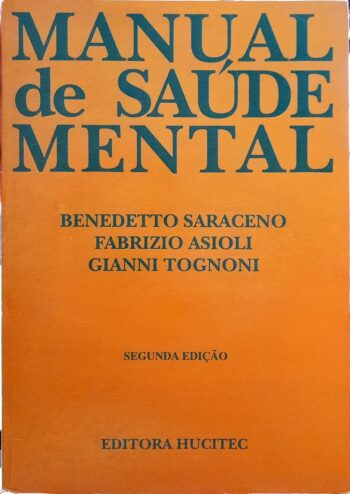 MANUAL
de SAÚDE
MENTAL
BENEDETTO SARACENO
FABRIZIO ASIOLI
GIANNI TOGNONI
SEGUNDA EDIÇÃO
EDITORA HUCITEC